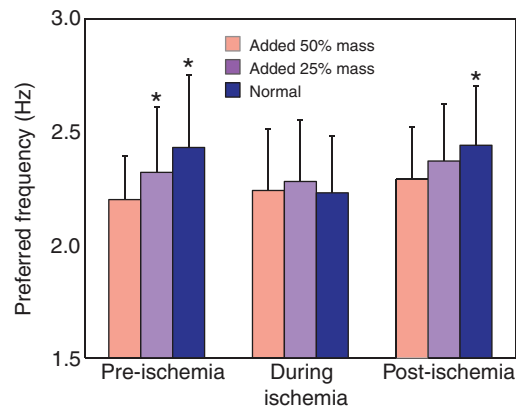 3.0
2.5
2.0
1.5
Preferred frequency (Hz)
Added 50% mass
Added 25% mass
Normal
*
*
*
Pre-ischemia
During
ischemia
Post-ischemia